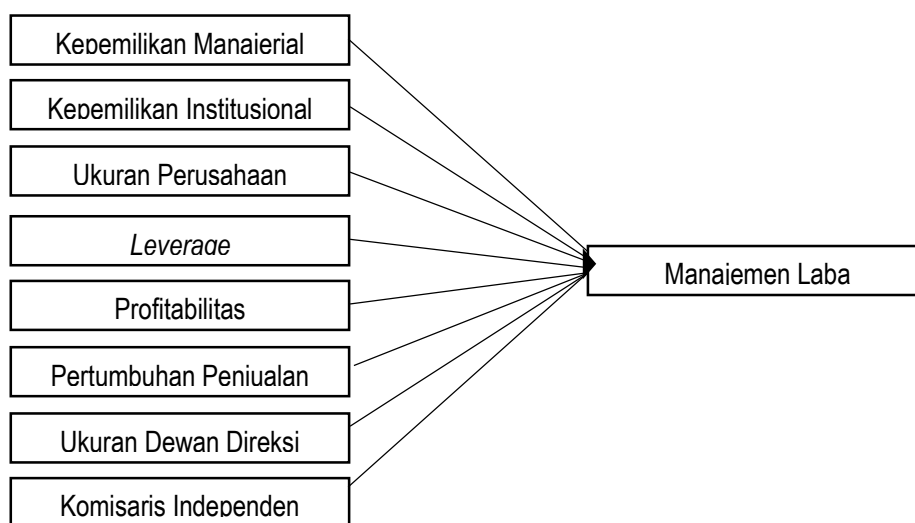 Kepemilikan Manajerial
Kepemilikan Institusional
Ukuran Perusahaan
Leverage
Profitabilitas
Pertumbuhan Penjualan
Ukuran Dewan Direksi
Komisaris Independen
Manajemen Laba